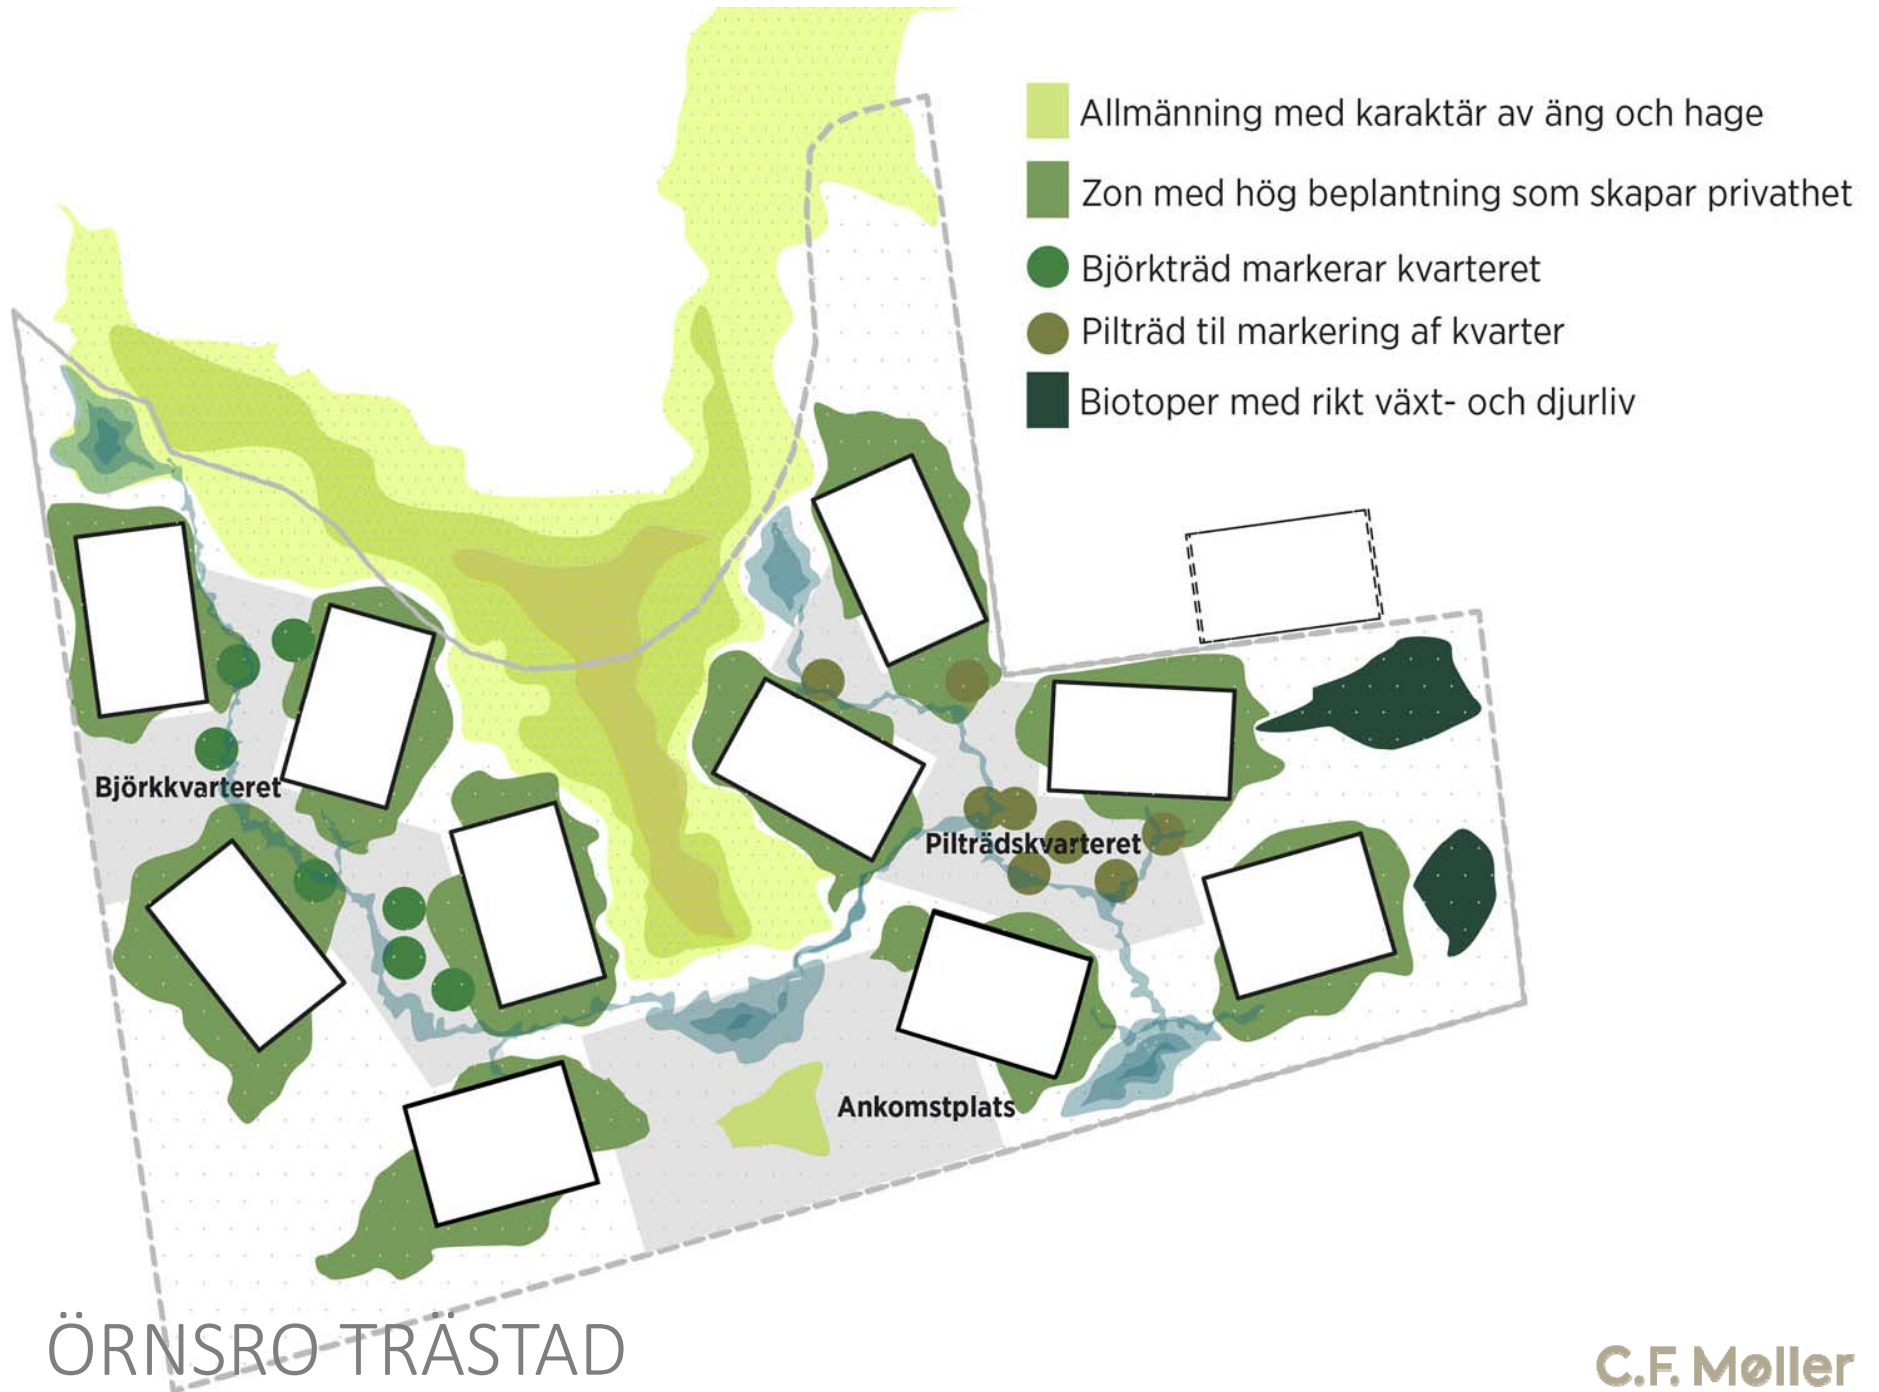 Allmänning med karaktär av äng och hage
Zon med hög beplantning som skapar privathet
Björkträd markerar kvarteret
Pilträd til markering af kvarter
Biotoper med rikt växt- och djurliv
Björkkvarteret
Pilträdskvarteret
Ankomstplats
ÖRNSRO TRÄSTAD
C.F. Møller